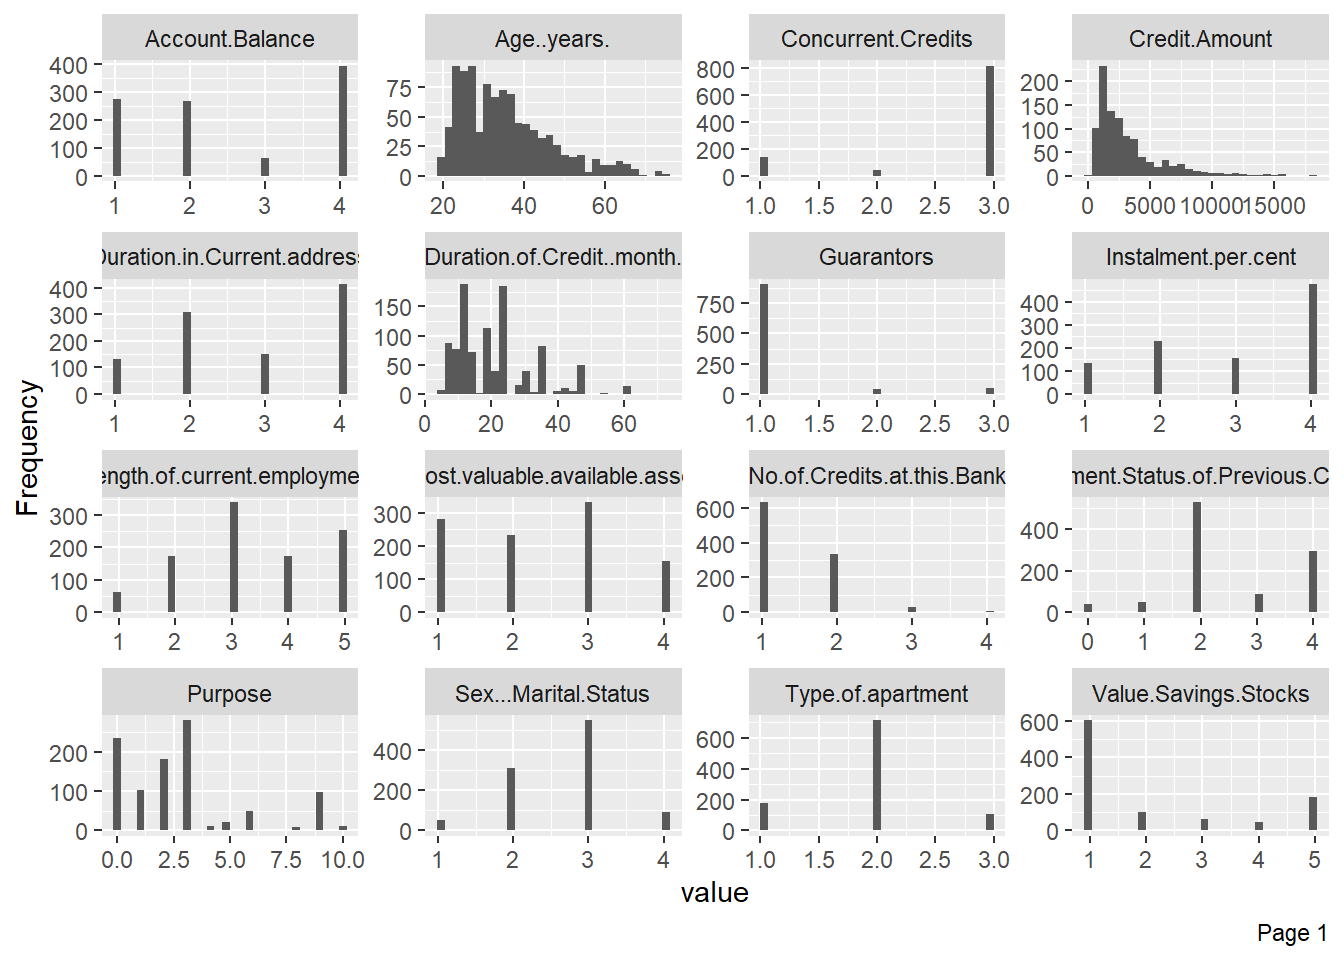 Account.Balance Age..years. Concurrent.Credits Credit.Amount
400 300 200 100 0
75 50 25 0
800 600 400 200 0
200 150 100 50 0
1 2 3 4
20 40 60
1.0 1.5 2.0 2.5 3.0
0 5000 10000 15000
Duration.in.Current.address Duration.of.Credit..month. Guarantors Instalment.per.cent
400 300 200 100 0
150 100 50 0
750 500 250 0
400 300 200 100 0
1 2 3 4
0 20 40 60
1.0 1.5 2.0 2.5 3.0
1 2 3 4
ength.of.current.employme ost.valuable.available.asse No.of.Credits.at.this.Bank ment.Status.of.Previous.C
300 200 100 0
300 200 100 0
600 400 200 0
400 200 0
1 2 3 4 5
1 2 3 4
1 2 3 4
0 1 2 3 4
Purpose Sex...Marital.Status Type.of.apartment Value.Savings.Stocks
200 100 0
400 200 0
600 400 200 0
600 400 200 0
0.0 2.5 5.0 7.5 10.0
1 2 3 4
1.0 1.5 2.0 2.5 3.0
1 2 3 4 5
Frequency
value
Page 1